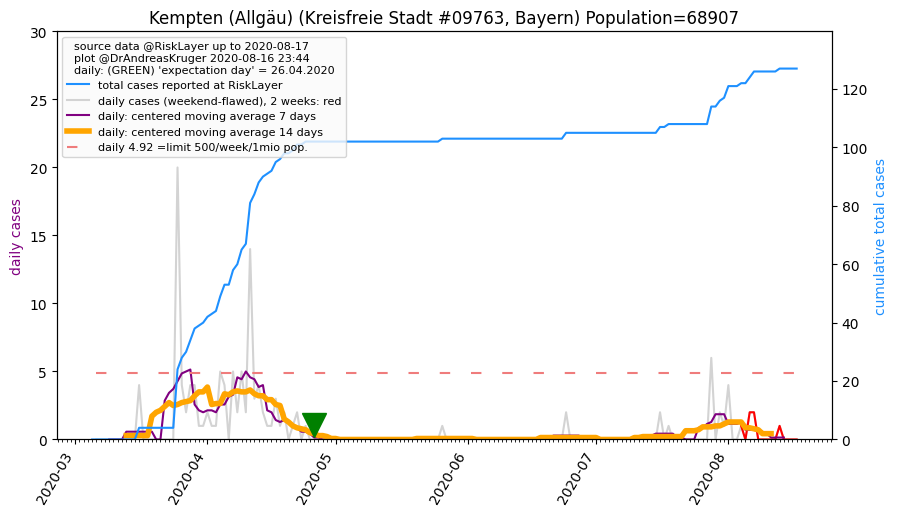 Kempten (Allgäu) (Kreisfreie Stadt #09763, Bayern) Population=68907
source data @RiskLayer up to 2020-08-17
plot @DrAndreasKruger 2020-08-16 23:44
daily: (GREEN) 'expectation day' = 26.04.2020
total cases reported at RiskLayer
daily cases (weekend-flawed), 2 weeks: red
daily: centered moving average 7 days
daily: centered moving average 14 days
daily 4.92 =limit 500/week/1mio pop.
daily cases
30
25
20
15
10
5
0
cumulative total cases
120
100
80
60
40
20
0
2020-03
2020-04
2020-05
2020-06
2020-07
2020-08